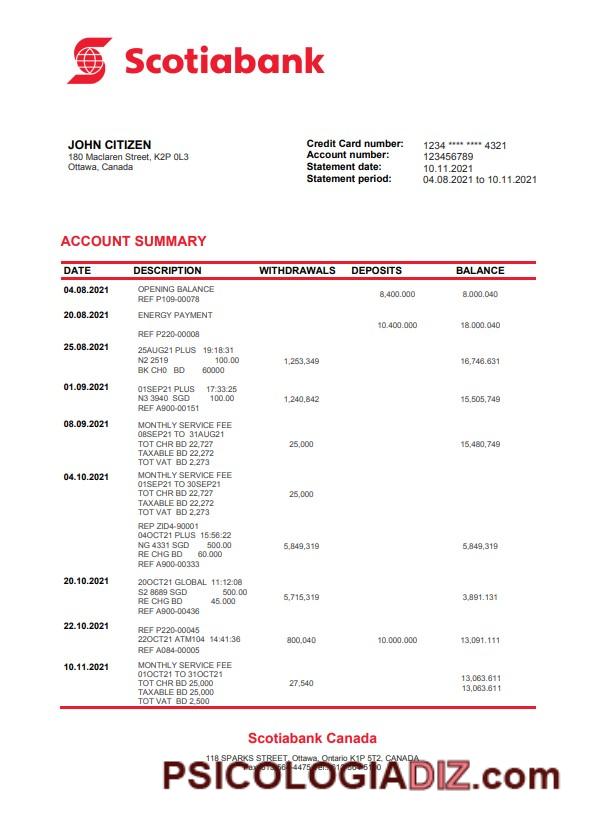 Scotiabank
JOHN CITIZEN
180 Maclaren Street, K2P 0L3
Ottawa, Canada
Credit Card number: 1234 **** **** 4321
Account number: 123456789
Statement date: 10.11.2021
Statement period: 04.08.2021 to 10.11.2021
ACCOUNT SUMMARY
DATE DESCRIPTION WITHDRAWALS DEPOSITS BALANCE
04.08.2021 OPENING BALANCE
8,400.000 8.000.040
REF P109-00078
20.08.2021 ENERGY PAYMENT
10.400.000 18.000.040
REF P220-00008
25.08.2021 25AUG21 PLUS 19:18:31
N2 2519 100.00 1,253,349 16,746.631
BK CH0 BD 60000
01.09.2021 01SEP21 PLUS 17:33:25
N3 3940 SGD 100.00 1,240,842 15,505,749
REF A900-00151
08.09.2021 MONTHLY SERVICE FEE
08SEP21 TO 31AUG21
TOT CHR BD 22,727 25,000 15,480,749
TAXABLE BD 22,272
TOT VAT BD 2,273
04.10.2021 MONTHLY SERVICE FEE
01SEP21 TO 30SEP21
TOT CHR BD 22,727 25,000
TAXABLE BD 22,272
TOT VAT BD 2,273
REP ZID4-90001
04OCT21 PLUS 15:56:22
NG 4331 SGD 500.00 5,849,319 5,849,319
RE CHG BD 60.000
REF A900-00333
20.10.2021 20OCT21 GLOBAL 11:12:08
S2 8689 SGD 500.00 5,715,319 3,891.131
RE CHG BD 45.000
REF A900-00436
22.10.2021 REF P220-00045
22OCT21 ATM104 14:41:36 800,040 10.000.000 13,091.111
REF A084-00005
10.11.2021 MONTHLY SERVICE FEE
01OCT21 TO 31OCT21 13,063.611
TOT CHR BD 25,000 27,540
TAXABLE BD 25,000 13,063.611
TOT VAT BD 2,500
Scotiabank Canada
118 SPARKS STREET, Ottawa, Ontario K1P 5T2, CANADA
PSICOLOGIADIZ.com